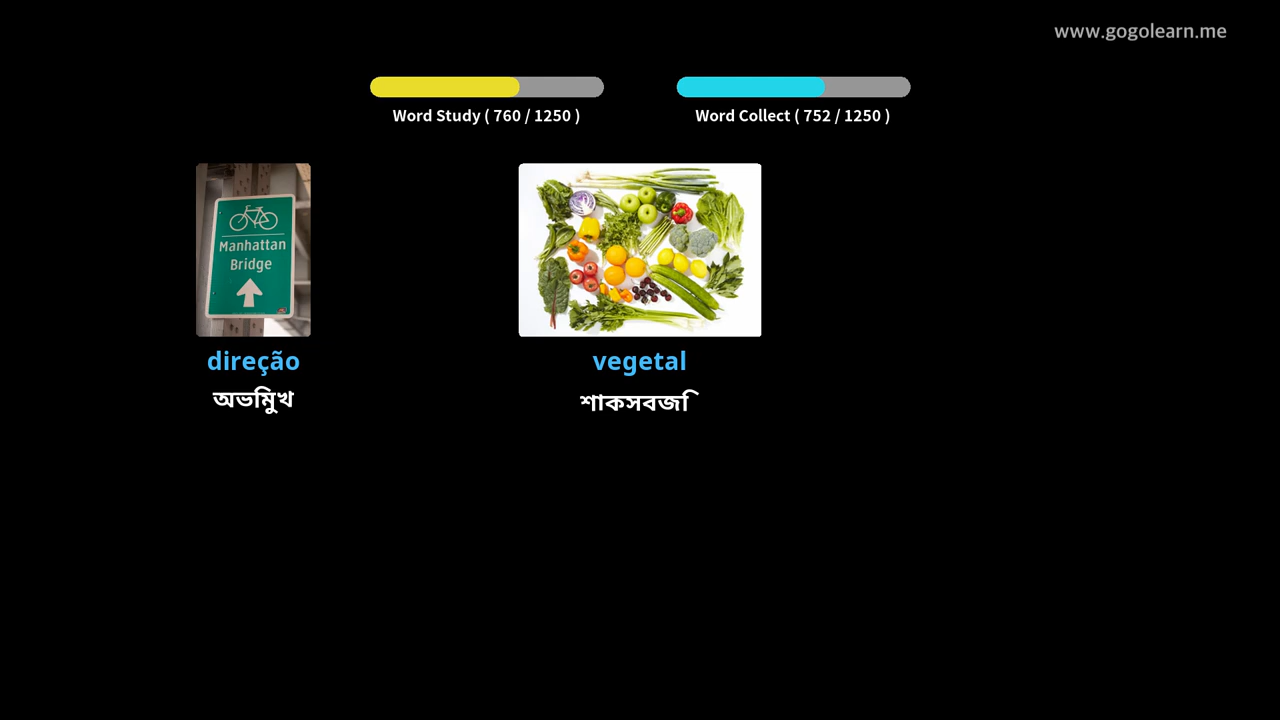 www.gogolearn.me
Word Study ( 760 / 1250 )
Word Collect ( 752 / 1250 )
Manhattan
Bridge
direção
vegetal
অভিমুখ
শাকসবজি